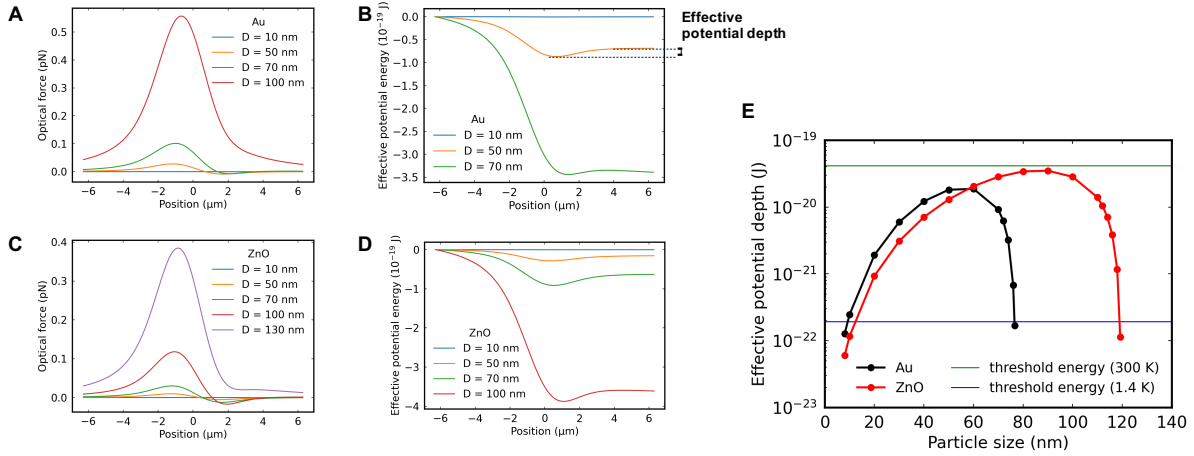 A
Au
D = 10 nm
D = 50 nm
D = 70 nm
D = 100 nm
Optical force (pN)
0.5
0.4
0.3
0.2
0.1
0.0
−6 −4 −2 0 2 4 6
Position (μm)
B
Effective potential energy (10⁻¹⁹ J)
0.0
−0.5
−1.0
−1.5
−2.0
−2.5
−3.0
−3.5
Au
D = 10 nm
D = 50 nm
D = 70 nm
−6 −4 −2 0 2 4 6
Position (μm)
Effective
potential depth
C
ZnO
D = 10 nm
D = 50 nm
D = 70 nm
D = 100 nm
D = 130 nm
Optical force (pN)
0.4
0.3
0.2
0.1
0.0
−6 −4 −2 0 2 4 6
Position (μm)
D
Effective potential energy (10⁻¹⁹ J)
0
−1
−2
−3
−4
ZnO
D = 10 nm
D = 50 nm
D = 70 nm
D = 100 nm
−6 −4 −2 0 2 4 6
Position (μm)
E
Effective potential depth (J)
10⁻¹⁹
10⁻²⁰
10⁻²¹
10⁻²²
10⁻²³
Au
ZnO
threshold energy (300 K)
threshold energy (1.4 K)
0 20 40 60 80 100 120 140
Particle size (nm)